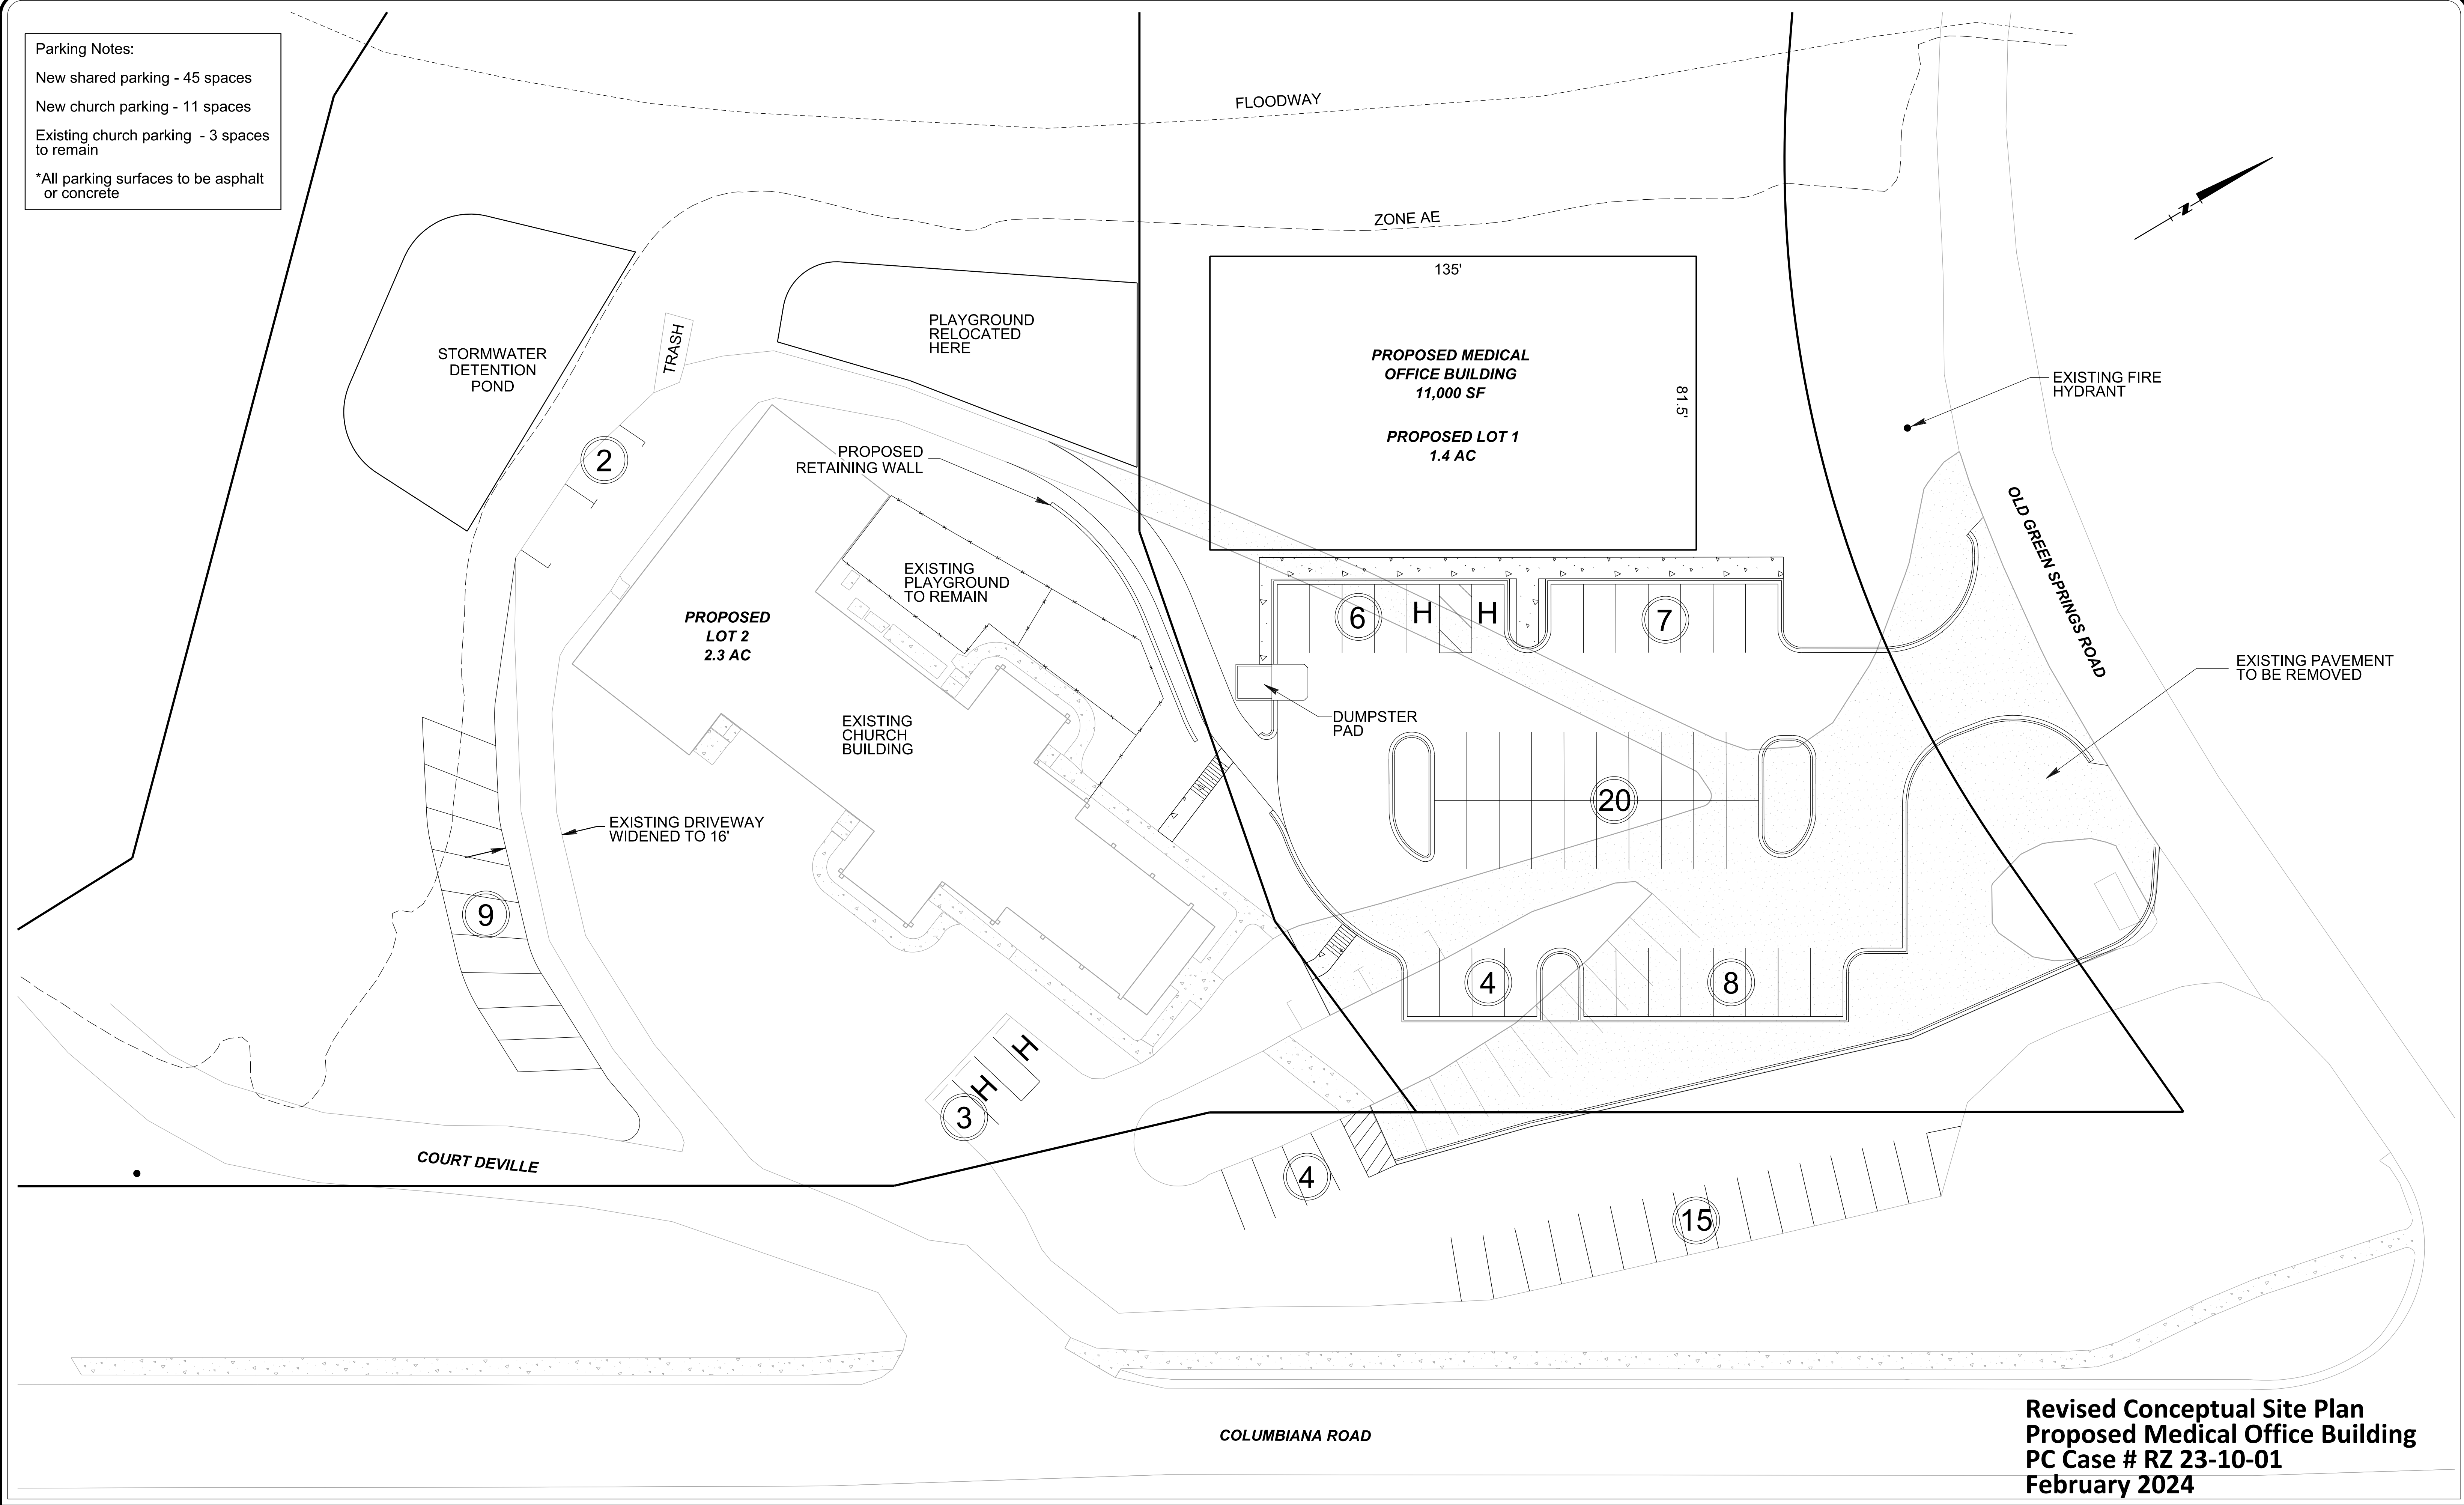 Parking Notes:
New shared parking - 45 spaces
New church parking - 11 spaces
Existing church parking - 3 spaces
to remain
*All parking surfaces to be asphalt
or concrete
FLOODWAY
ZONE AE
N
135'
81.5'
PROPOSED MEDICAL
OFFICE BUILDING
11,000 SF
PROPOSED LOT 1
1.4 AC
STORMWATER
DETENTION
POND
TRASH
PLAYGROUND
RELOCATED
HERE
EXISTING FIRE
HYDRANT
2
PROPOSED
RETAINING WALL
EXISTING
PLAYGROUND
TO REMAIN
PROPOSED
LOT 2
2.3 AC
6
H
H
7
OLD GREEN SPRINGS ROAD
EXISTING PAVEMENT
TO BE REMOVED
DUMPSTER
PAD
EXISTING
CHURCH
BUILDING
20
EXISTING DRIVEWAY
WIDENED TO 16'
9
4
8
H
H
3
COURT DEVILLE
4
15
COLUMBIANA ROAD
Revised Conceptual Site Plan
Proposed Medical Office Building
PC Case # RZ 23-10-01
February 2024